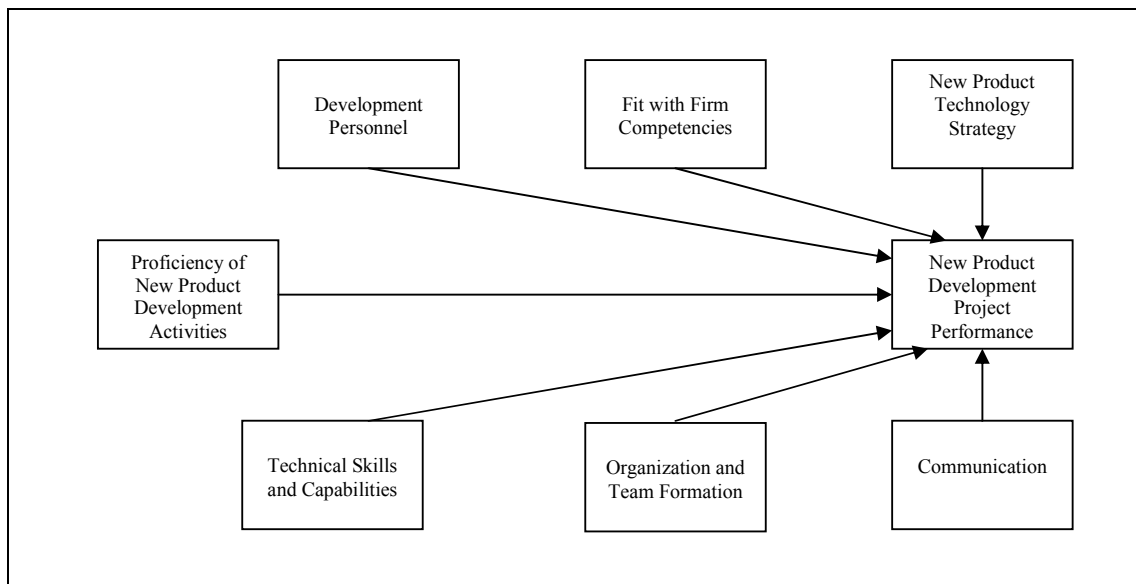 Development
Personnel
Fit with Firm
Competencies
New Product
Technology
Strategy
Proficiency of
New Product
Development
Activities
New Product
Development
Project
Performance
Technical Skills
and Capabilities
Organization and
Team Formation
Communication